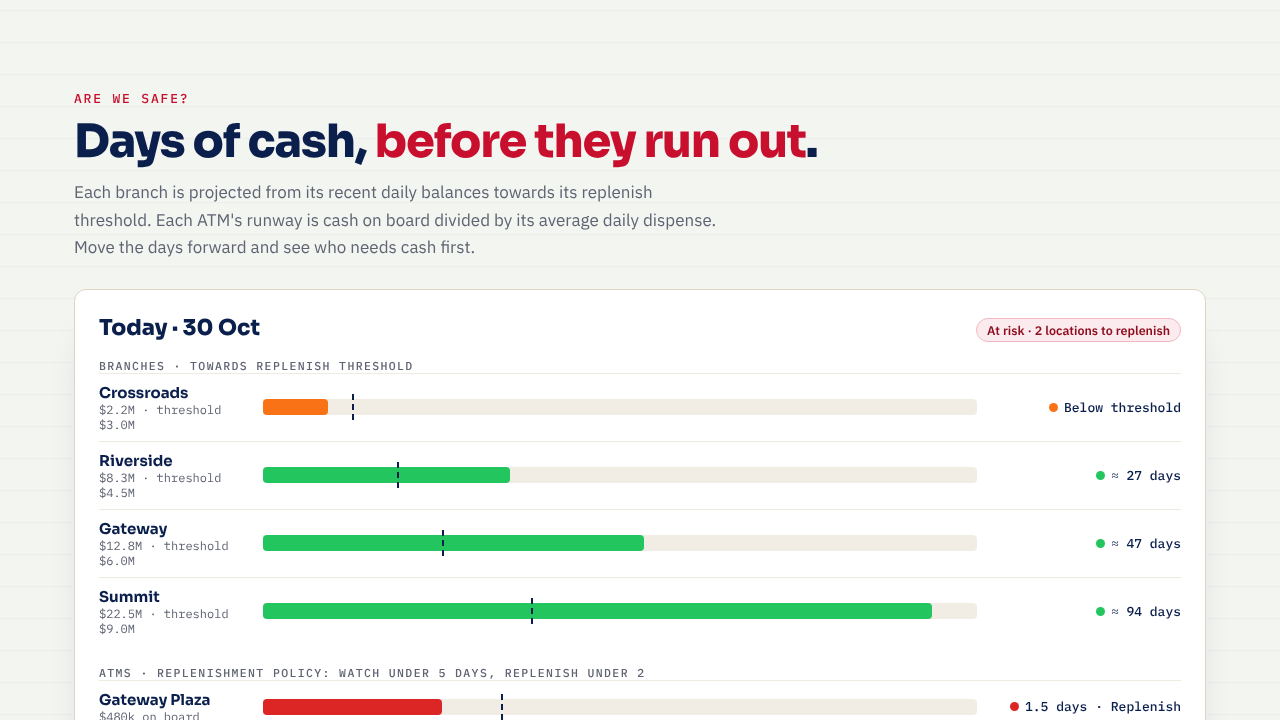 ARE WE SAFE?
Days of cash, before they run out.
Each branch is projected from its recent daily balances towards its replenish
threshold. Each ATM's runway is cash on board divided by its average daily dispense.
Move the days forward and see who needs cash first.
Today · 30 Oct
At risk · 2 locations to replenish
BRANCHES · TOWARDS REPLENISH THRESHOLD
Crossroads
$2.2M · threshold
$3.0M
Below threshold
Riverside
$8.3M · threshold
$4.5M
≈ 27 days
Gateway
$12.8M · threshold
$6.0M
≈ 47 days
Summit
$22.5M · threshold
$9.0M
≈ 94 days
ATMS · REPLENISHMENT POLICY: WATCH UNDER 5 DAYS, REPLENISH UNDER 2
Gateway Plaza
$480k on board
1.5 days · Replenish